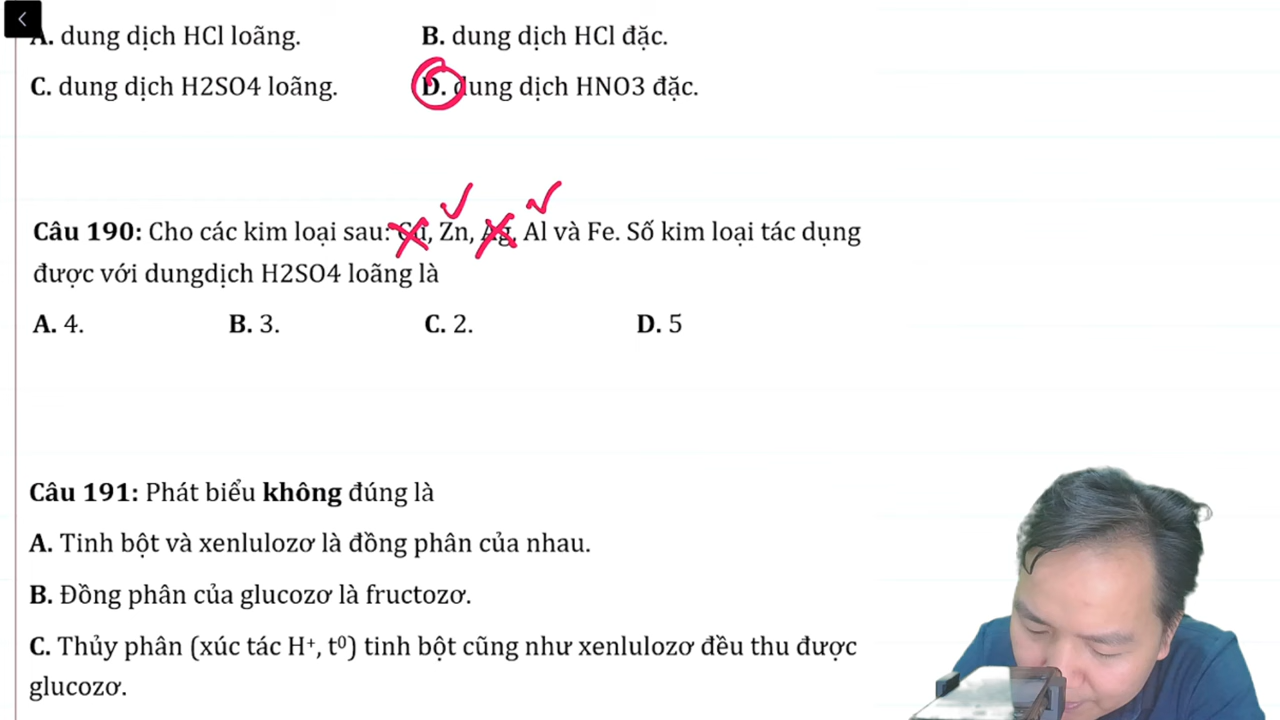 A. dung dịch HCl loãng. B. dung dịch HCl đặc.
C. dung dịch H2SO4 loãng. D. dung dịch HNO3 đặc.
Câu 190: Cho các kim loại sau: Cu, Zn, Ag, Al và Fe. Số kim loại tác dụng
được với dungdịch H2SO4 loãng là
A. 4. B. 3. C. 2. D. 5
Câu 191: Phát biểu không đúng là
A. Tinh bột và xenlulozơ là đồng phân của nhau.
B. Đồng phân của glucozơ là fructozơ.
C. Thủy phân (xúc tác H⁺, t⁰) tinh bột cũng như xenlulozơ đều thu được
glucozơ.